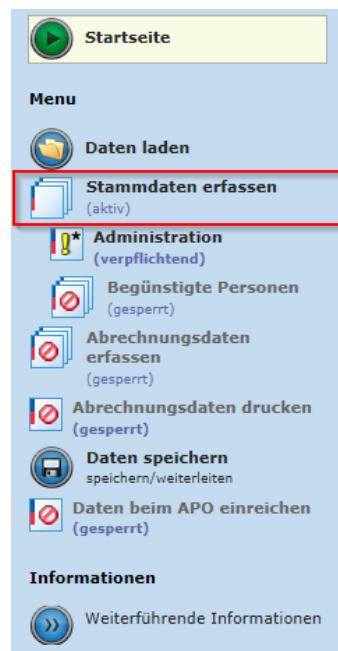 Startseite
Menu
Daten laden
Stammdaten erfassen
(aktiv)
Administration
(verpflichtend)
Begünstigte Personen
(gesperrt)
Abrechnungsdaten
erfassen
(gesperrt)
Abrechnungsdaten drucken
(gesperrt)
Daten speichern
speichern/weiterleiten
Daten beim APO einreichen
(gesperrt)
Informationen
Weiterführende Informationen